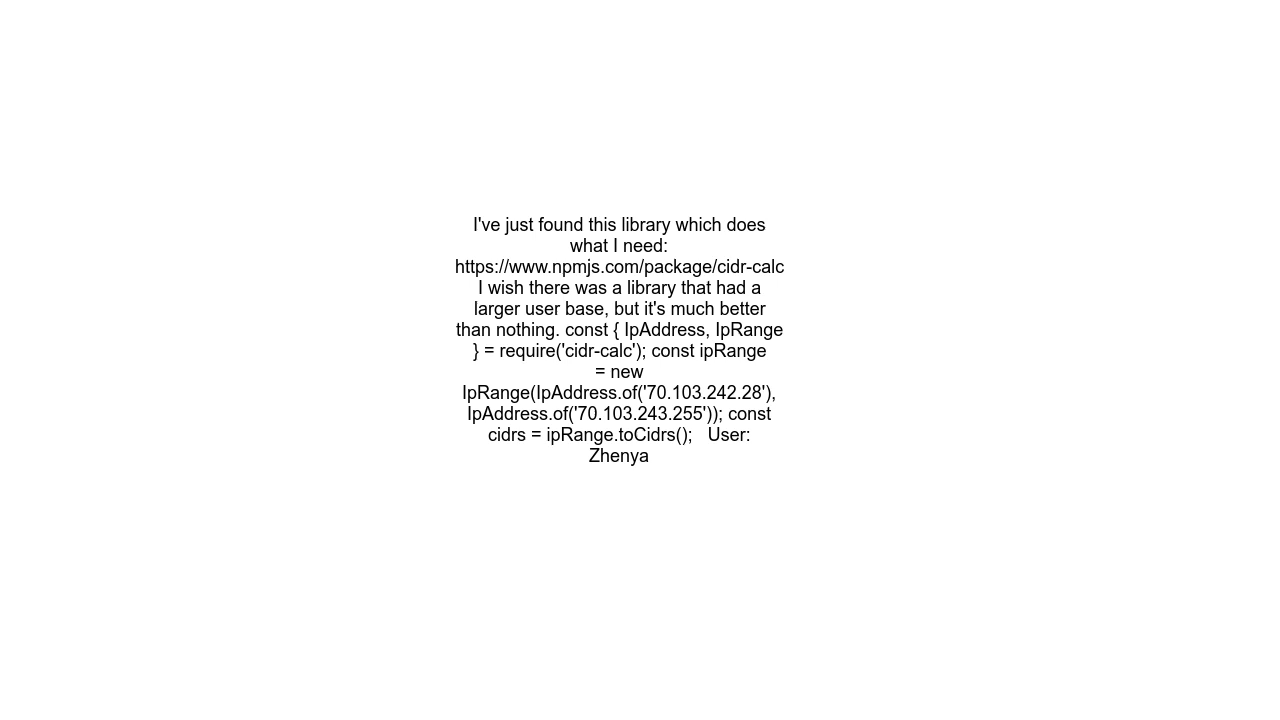 I've just found this library which does
what I need:
https://www.npmjs.com/package/cidr-calc
I wish there was a library that had a
larger user base, but it's much better
than nothing. const { IpAddress, IpRange
} = require('cidr-calc'); const ipRange
= new
IpRange(IpAddress.of('70.103.242.28'),
IpAddress.of('70.103.243.255')); const
cidrs = ipRange.toCidrs();   User:
Zhenya